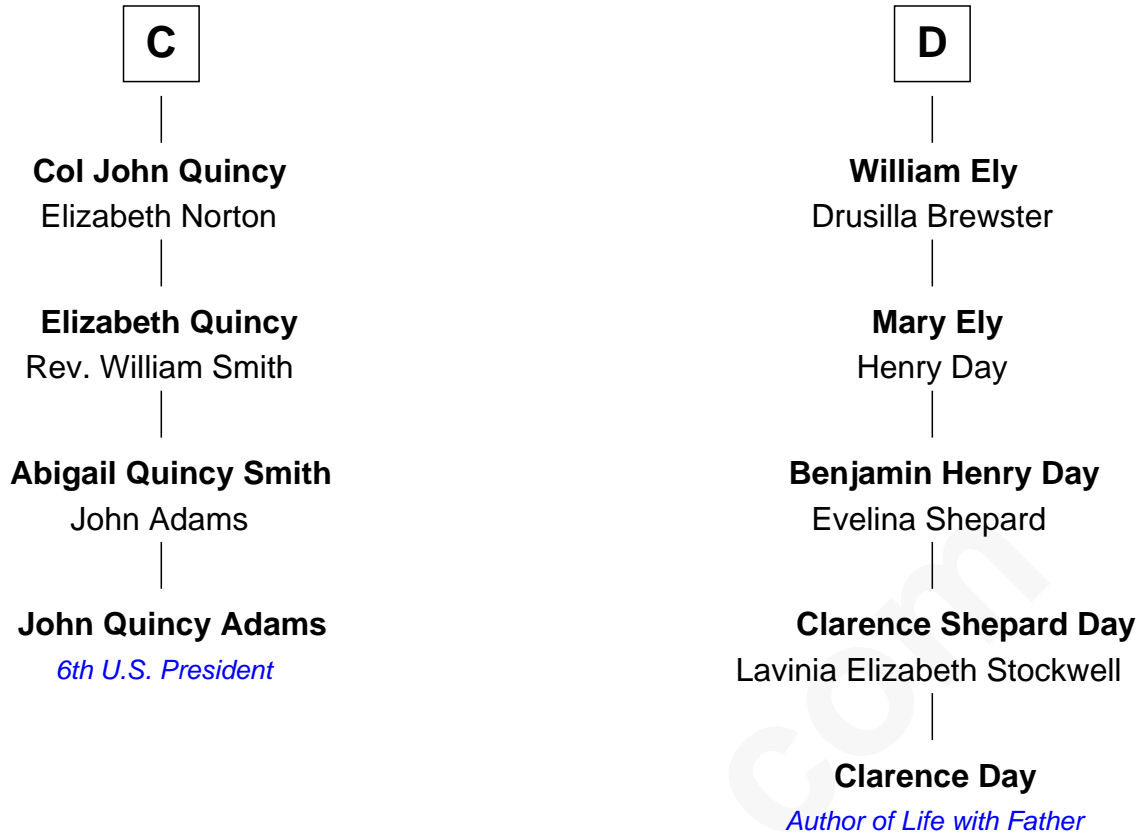 C
Col John Quincy
Elizabeth Norton
Elizabeth Quincy
Rev. William Smith
Abigail Quincy Smith
John Adams
John Quincy Adams
6th U.S. President
D
William Ely
Drusilla Brewster
Mary Ely
Henry Day
Benjamin Henry Day
Evelina Shepard
Clarence Shepard Day
Lavinia Elizabeth Stockwell
Clarence Day
Author of Life with Father
com